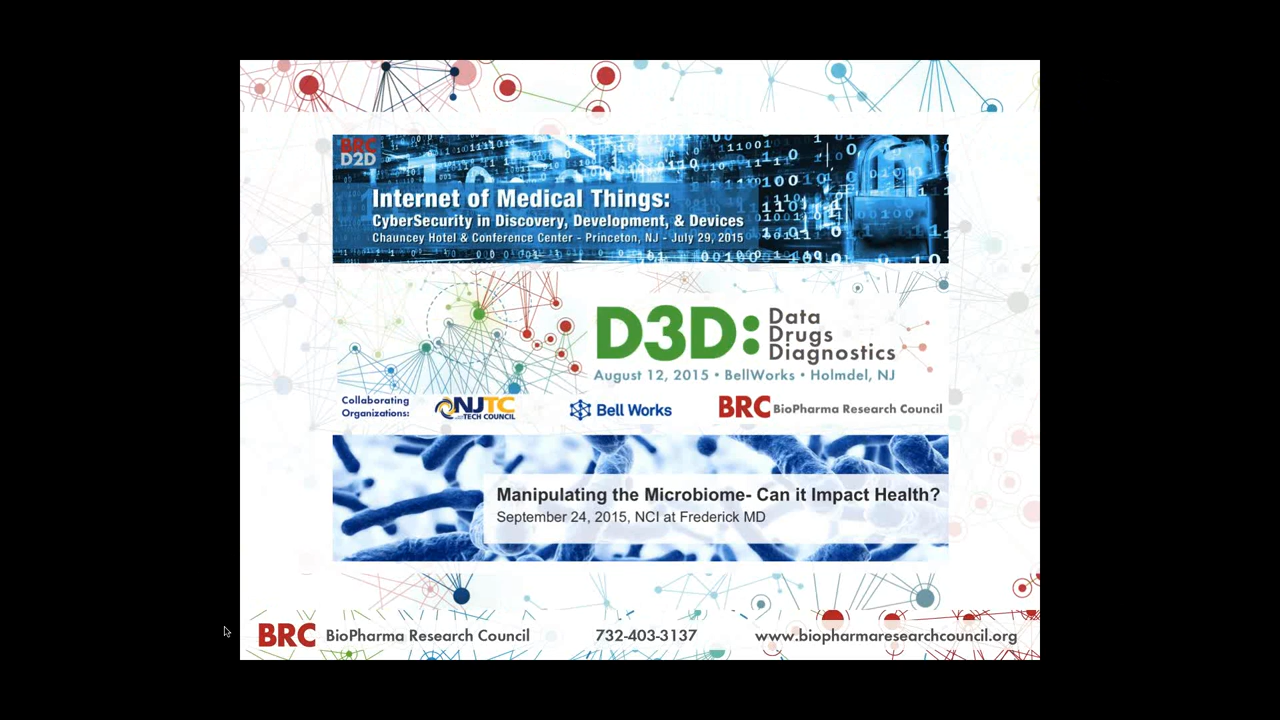 BRC
D2D
Internet of Medical Things:
CyberSecurity in Discovery, Development, & Devices
Chauncey Hotel & Conference Center - Princeton, NJ - July 29, 2015
D3D: Data
Drugs
Diagnostics
August 12, 2015 • BellWorks • Holmdel, NJ
Collaborating
Organizations:
NJTC
TECH COUNCIL
Bell Works
BRC BioPharma Research Council
Manipulating the Microbiome- Can it Impact Health?
September 24, 2015, NCI at Frederick MD
BRC BioPharma Research Council 732-403-3137 www.biopharmaresearchcouncil.org